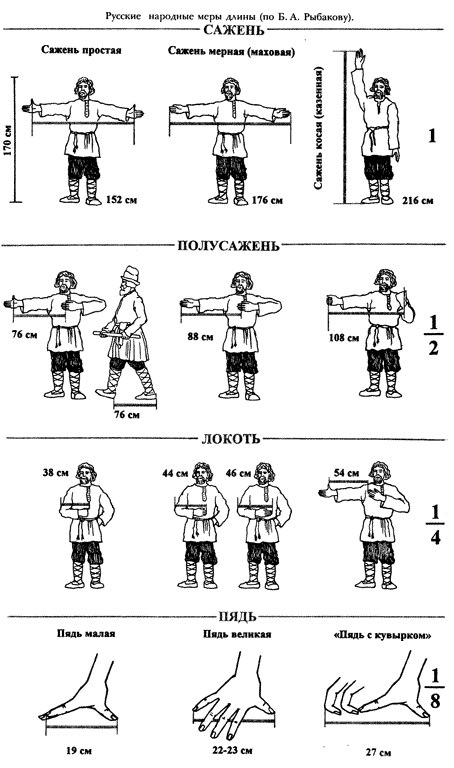 Русские народные меры длины (по Б. А. Рыбакову).
САЖЕНЬ
Сажень простая
Сажень мерная (маховая)
Сажень косая (казенная)
170 см
152 см
176 см
216 см
1
ПОЛУСАЖЕНЬ
76 см
76 см
88 см
108 см
1
2
ЛОКОТЬ
38 см
44 см
46 см
54 см
1
4
ПЯДЬ
Пядь малая
Пядь великая
«Пядь с кувырком»
1
8
19 см
22-23 см
27 см